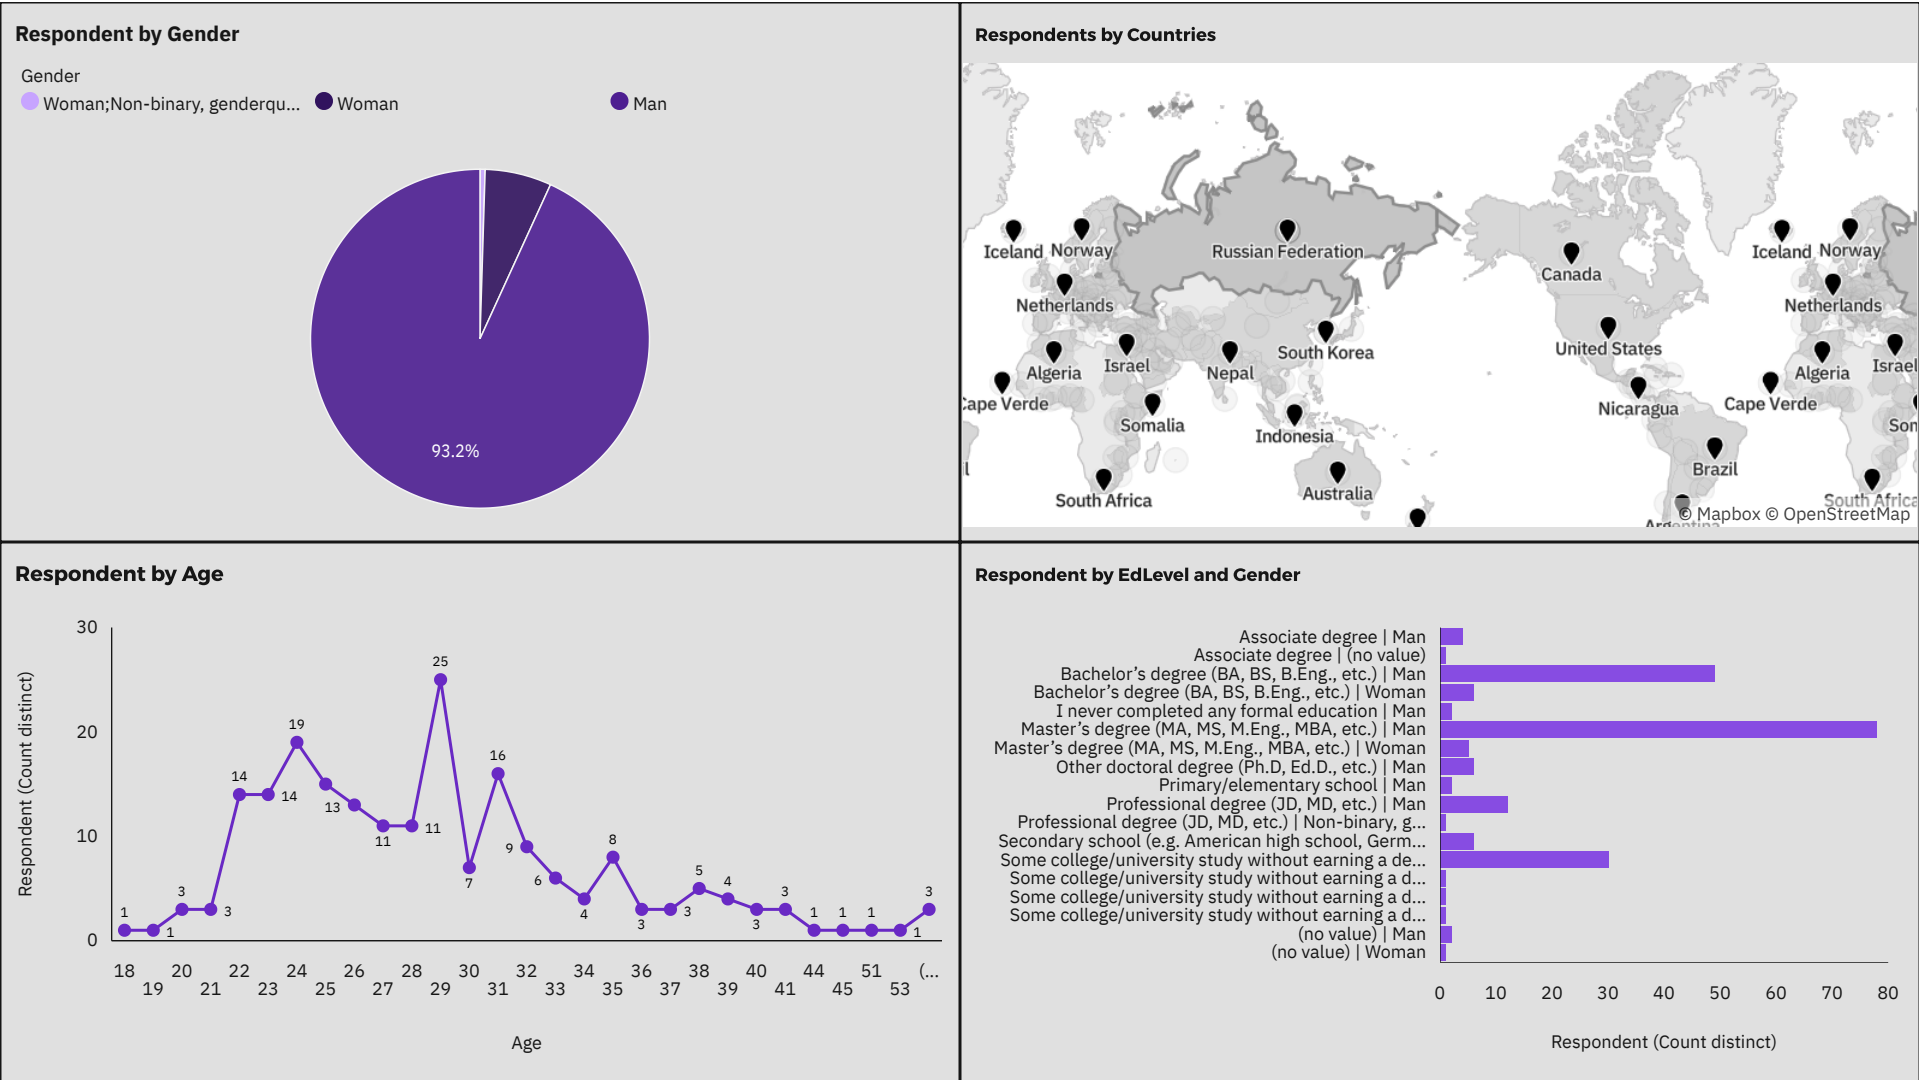 Respondent by Gender
Gender
Woman;Non-binary, genderqu... Woman Man
93.2%
Respondents by Countries
Iceland Norway Russian Federation Canada Iceland Norway
Netherlands Netherlands
Algeria Israel Nepal South Korea United States Algeria Israel
Cape Verde Somalia Indonesia Nicaragua Cape Verde Som
l Brazil
South Africa Australia South Africa
Argentina
© Mapbox © OpenStreetMap
Respondent by Age
Respondent (Count distinct)
30
20
10
0
1 1 3 3 14 14 19 15 13 11 11 25 7 16 9 6 4 8 3 3 5 4 3 3 1 1 1 1 3
18 19 20 21 22 23 24 25 26 27 28 29 30 31 32 33 34 35 36 37 38 39 40 41 44 45 51 53 (...
Age
Respondent by EdLevel and Gender
Associate degree | Man
Associate degree | (no value)
Bachelor’s degree (BA, BS, B.Eng., etc.) | Man
Bachelor’s degree (BA, BS, B.Eng., etc.) | Woman
I never completed any formal education | Man
Master’s degree (MA, MS, M.Eng., MBA, etc.) | Man
Master’s degree (MA, MS, M.Eng., MBA, etc.) | Woman
Other doctoral degree (Ph.D, Ed.D., etc.) | Man
Primary/elementary school | Man
Professional degree (JD, MD, etc.) | Man
Professional degree (JD, MD, etc.) | Non-binary, g...
Secondary school (e.g. American high school, Germ...
Some college/university study without earning a de...
Some college/university study without earning a d...
Some college/university study without earning a d...
Some college/university study without earning a d...
(no value) | Man
(no value) | Woman
0 10 20 30 40 50 60 70 80
Respondent (Count distinct)